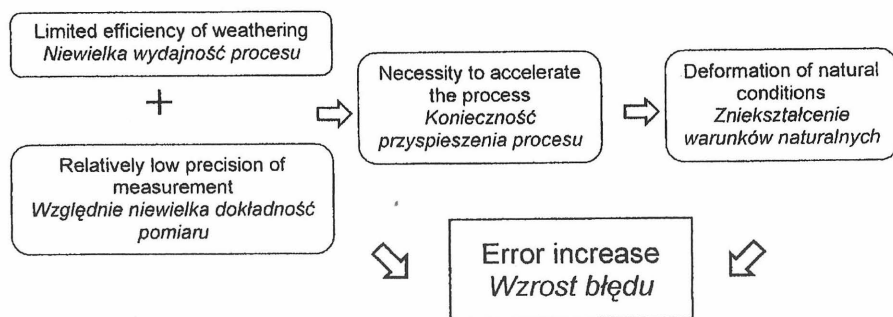 Limited efficiency of weathering
Niewielka wydajność procesu
+
Relatively low precision of
measurement
Względnie niewielka dokładność
pomiaru
Necessity to accelerate
the process
Konieczność
przyspieszenia procesu
Deformation of natural
conditions
Zniekształcenie
warunków naturalnych
Error increase
Wzrost błędu